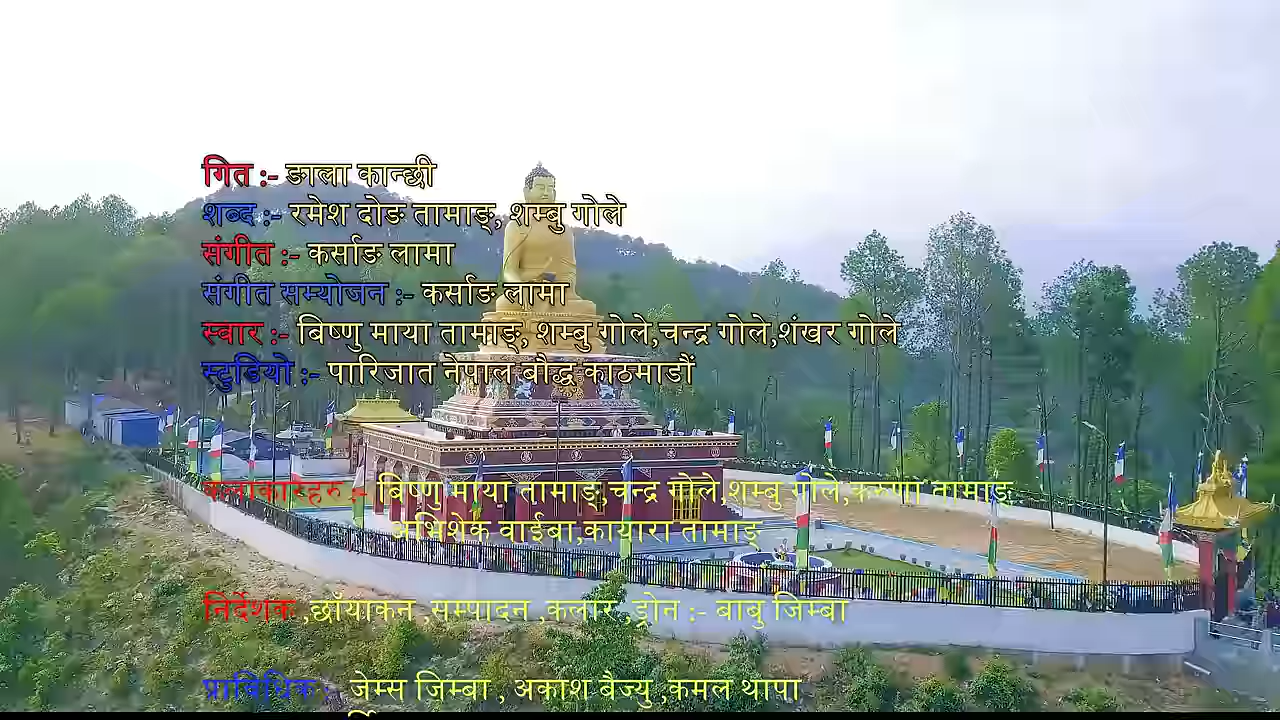 गित :- ङाला कान्छी
शब्द :- रमेश दोङ तामाङ्, शम्बु गोले
संगीत :- कर्साङ लामा
संगीत सम्योजन :- कर्साङ लामा
स्बार :- बिष्णु माया तामाङ्, शम्बु गोले,चन्द्र गोले,शंखर गोले
स्टुडियो :- पारिजात नेपाल बौद्ध काठमाडौं
कलाकारहरु :- बिष्णु माया तामाङ्,चन्द्र गोले,शम्बु गोले,करुणा तामाङ्
अभिशेक वाईबा,कायारा तामाङ्
निर्देशक ,छाँयाकन ,सम्पादन ,कलार,ड्रोन :- बाबु जिम्बा
प्राविधिक :- जेम्स जिम्बा , अकाश बैज्यु ,कमल थापा